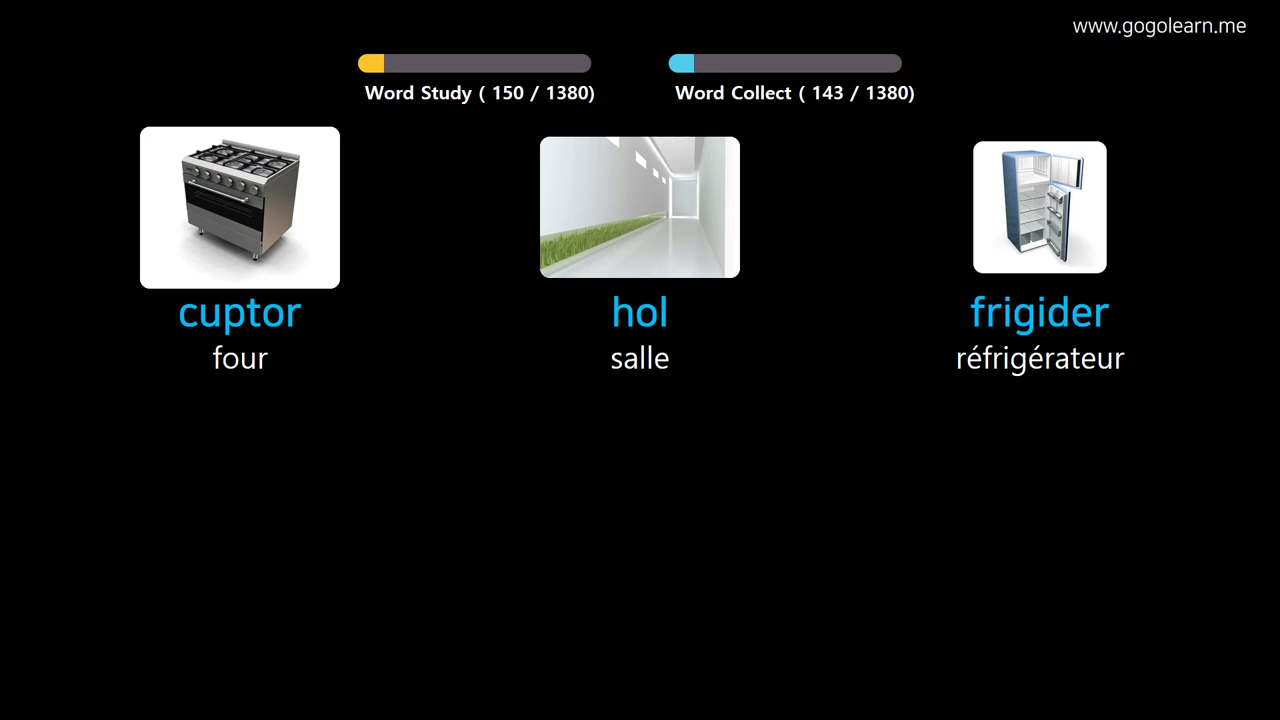 www.gogolearn.me
Word Study ( 150 / 1380)
Word Collect ( 143 / 1380)
cuptor
four
hol
salle
frigider
réfrigérateur